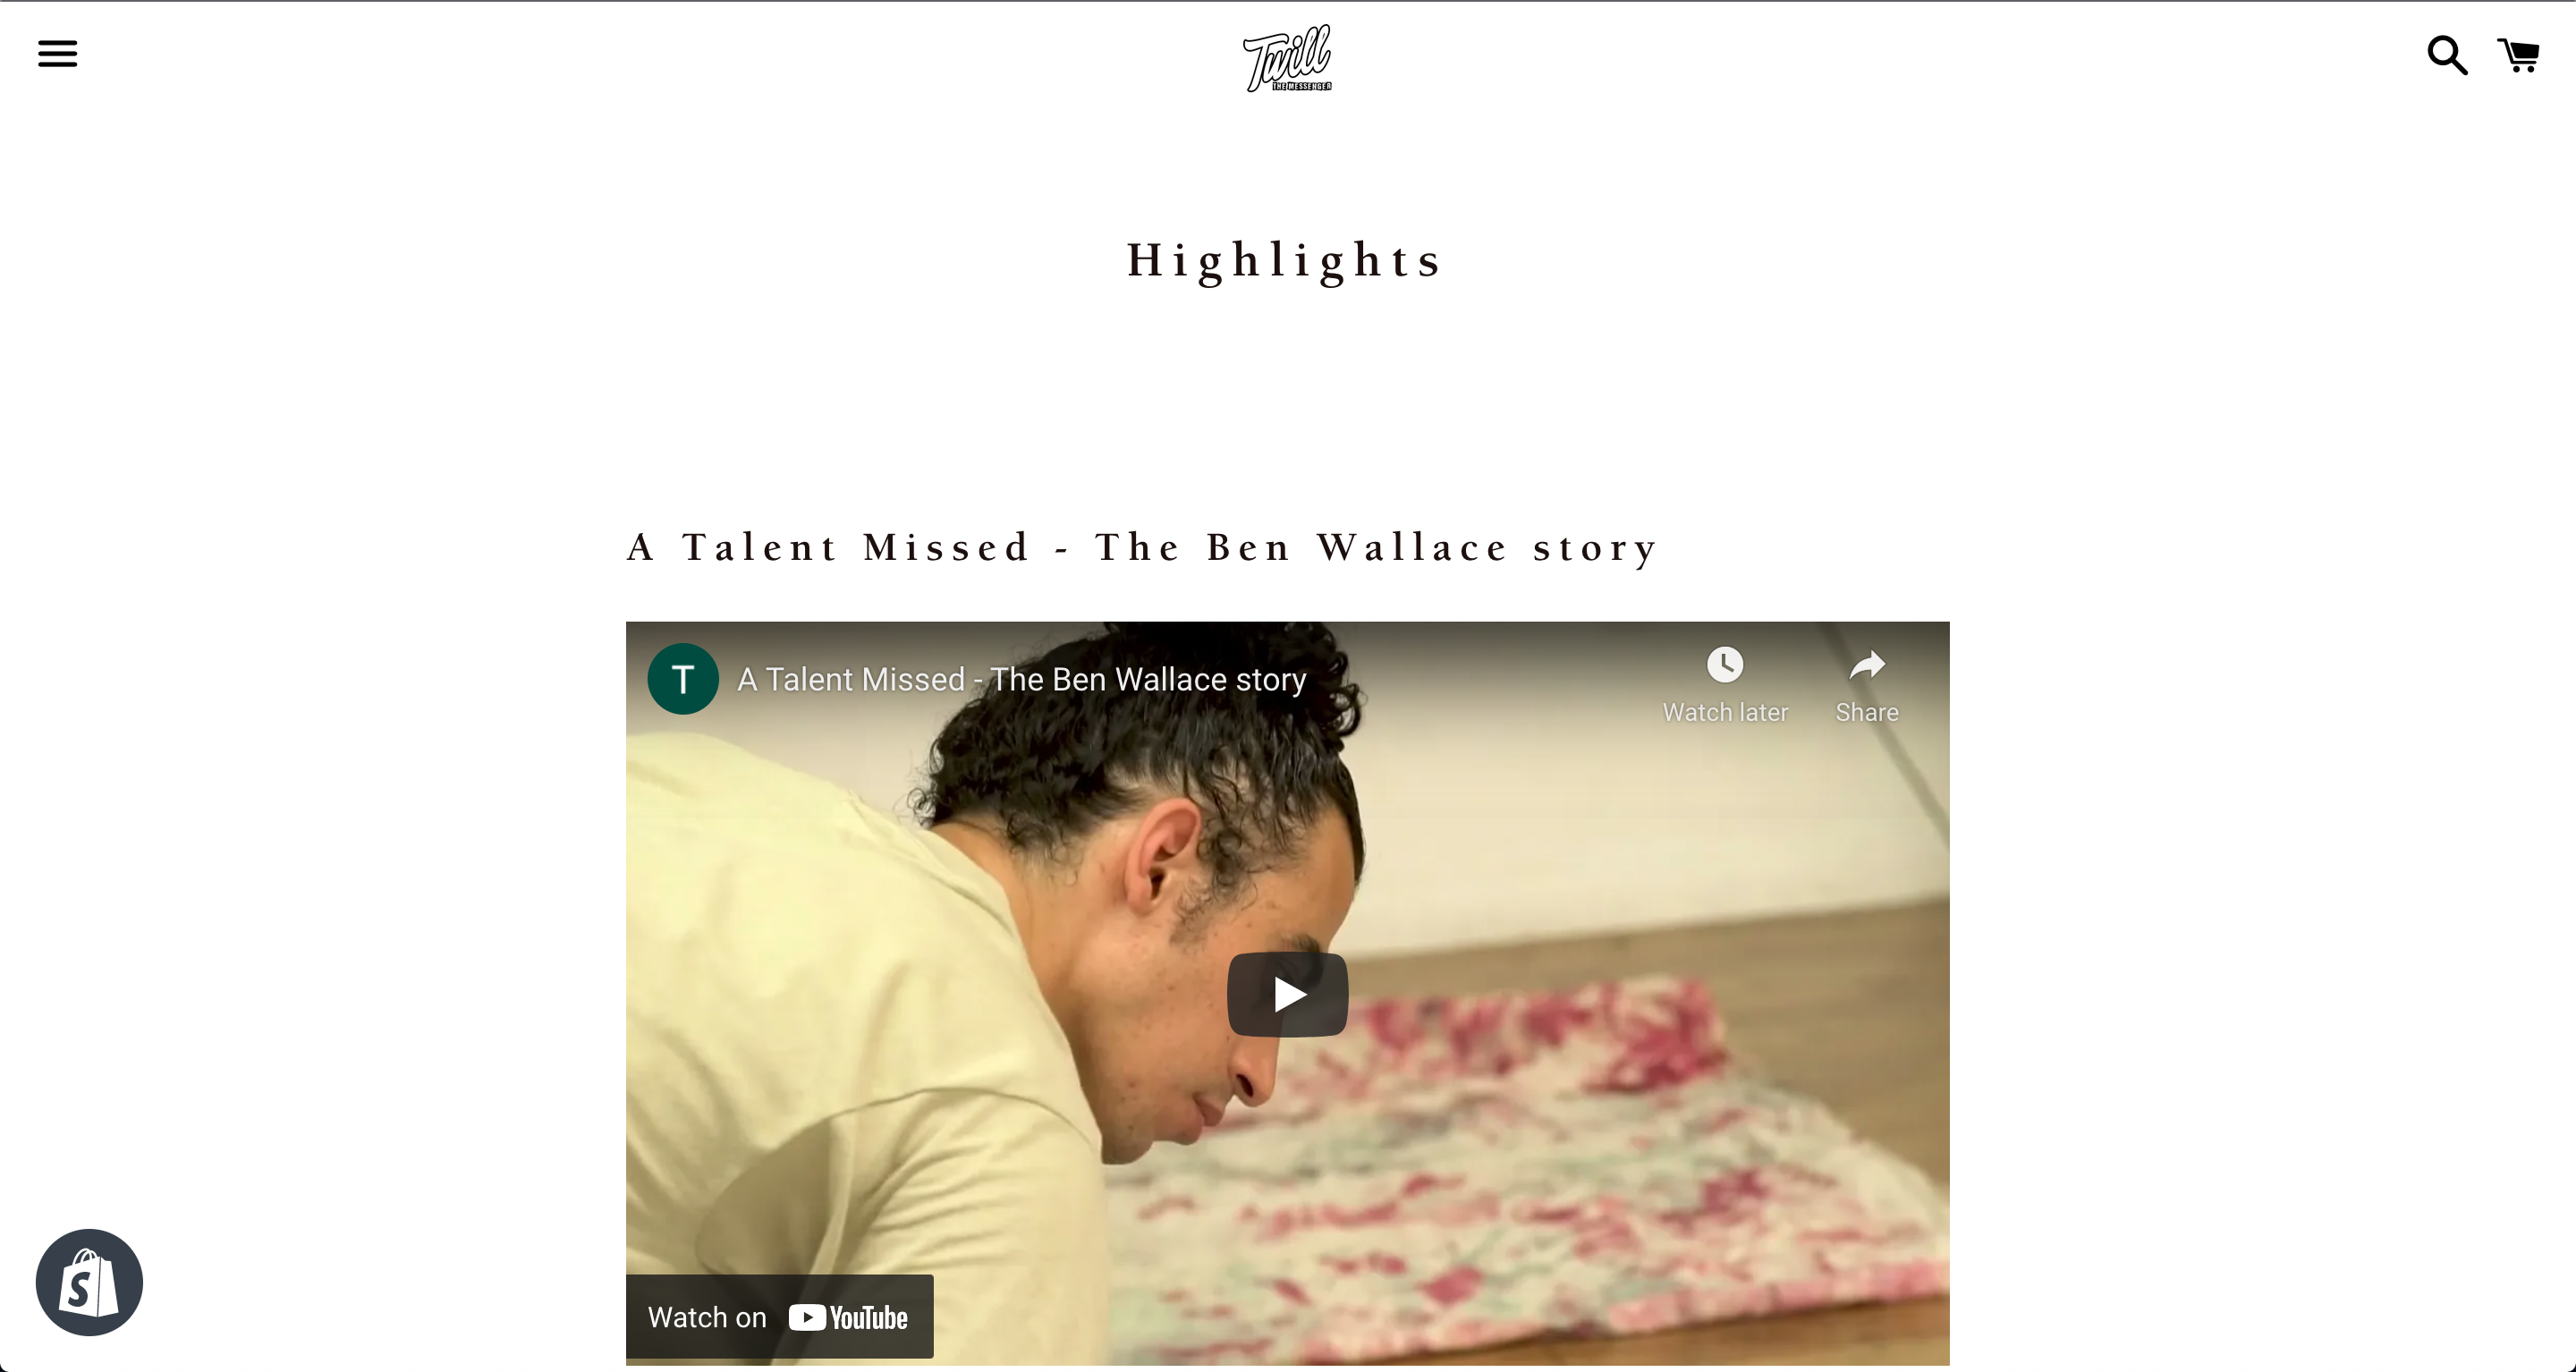 Twill
THE MESSENGER
Highlights
A Talent Missed - The Ben Wallace story
T
A Talent Missed - The Ben Wallace story
Watch later
Share
S
Watch on YouTube